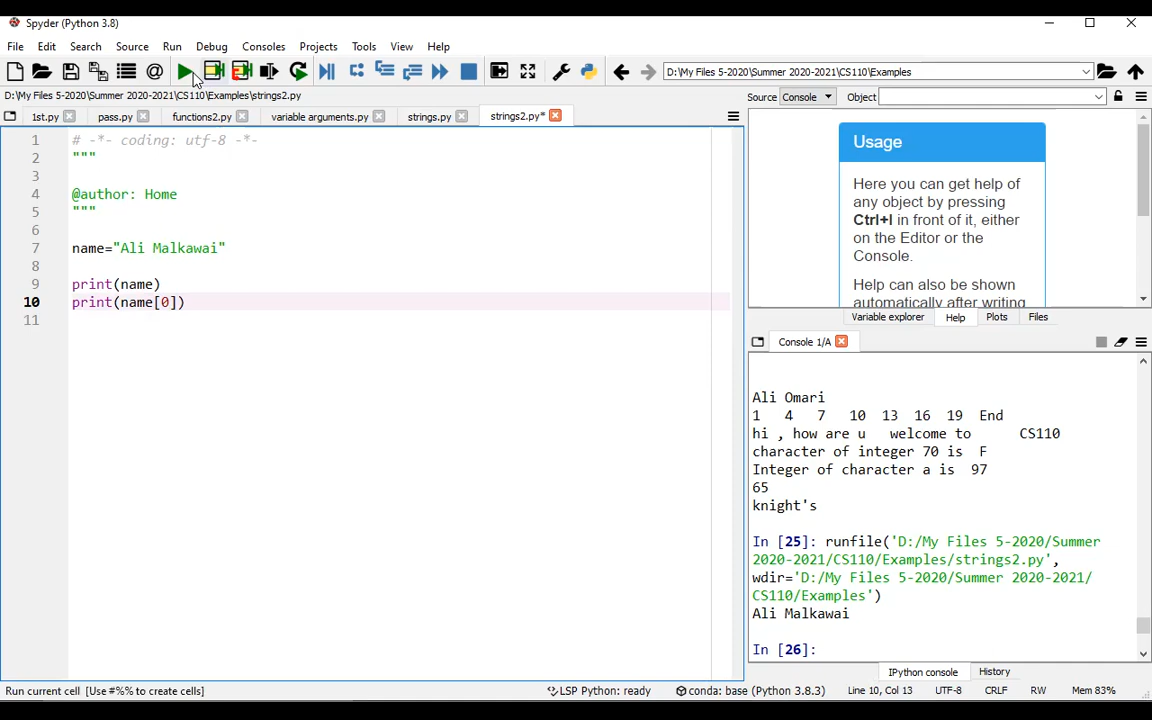 Spyder (Python 3.8)
File Edit Search Source Run Debug Consoles Projects Tools View Help
D:\My Files 5-2020\Summer 2020-2021\CS110\Examples
D:\My Files 5-2020\Summer 2020-2021\CS110\Examples\strings2.py
Source Console Object
1st.py pass.py functions2.py variable arguments.py strings.py strings2.py*
1 # -*- coding: utf-8 -*-
2 """
3
4 @author: Home
5 """
6
7 name="Ali Malkawai"
8
9 print(name)
10 print(name[0])
11
Usage
Here you can get help of
any object by pressing
Ctrl+I in front of it, either
on the Editor or the
Console.
Help can also be shown
automatically after writing
Variable explorer Help Plots Files
Console 1/A
Ali Omari
1 4 7 10 13 16 19 End
hi , how are u welcome to CS110
character of integer 70 is F
Integer of character a is 97
65
knight's
In [25]: runfile('D:/My Files 5-2020/Summer
2020-2021/CS110/Examples/strings2.py',
wdir='D:/My Files 5-2020/Summer 2020-2021/
CS110/Examples')
Ali Malkawai
In [26]:
IPython console History
Run current cell [Use #%% to create cells] LSP Python: ready conda: base (Python 3.8.3) Line 10, Col 13 UTF-8 CRLF RW Mem 83%